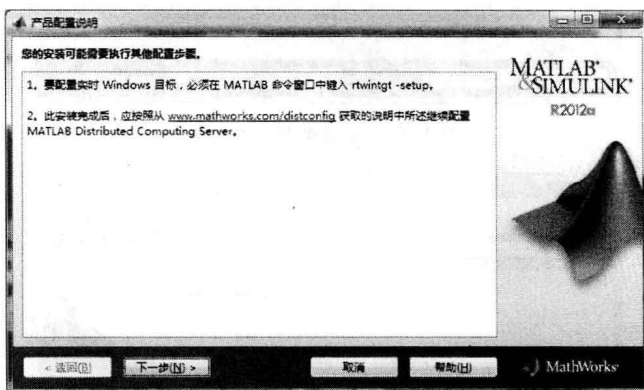 产品配置说明
您的安装可能需要执行其他配置步骤。
1。要配置实时 Windows 目标，必须在 MATLAB 命令窗口中键入 rtwintgt -setup。
2。此安装完成后，应按照从 www.mathworks.com/distconfig 获取的说明中所述继续配置
MATLAB Distributed Computing Server。
MATLAB®
&SIMULINK®
R2012a
< 返回(B)
下一步(N) >
取消
帮助(H)
MathWorks®